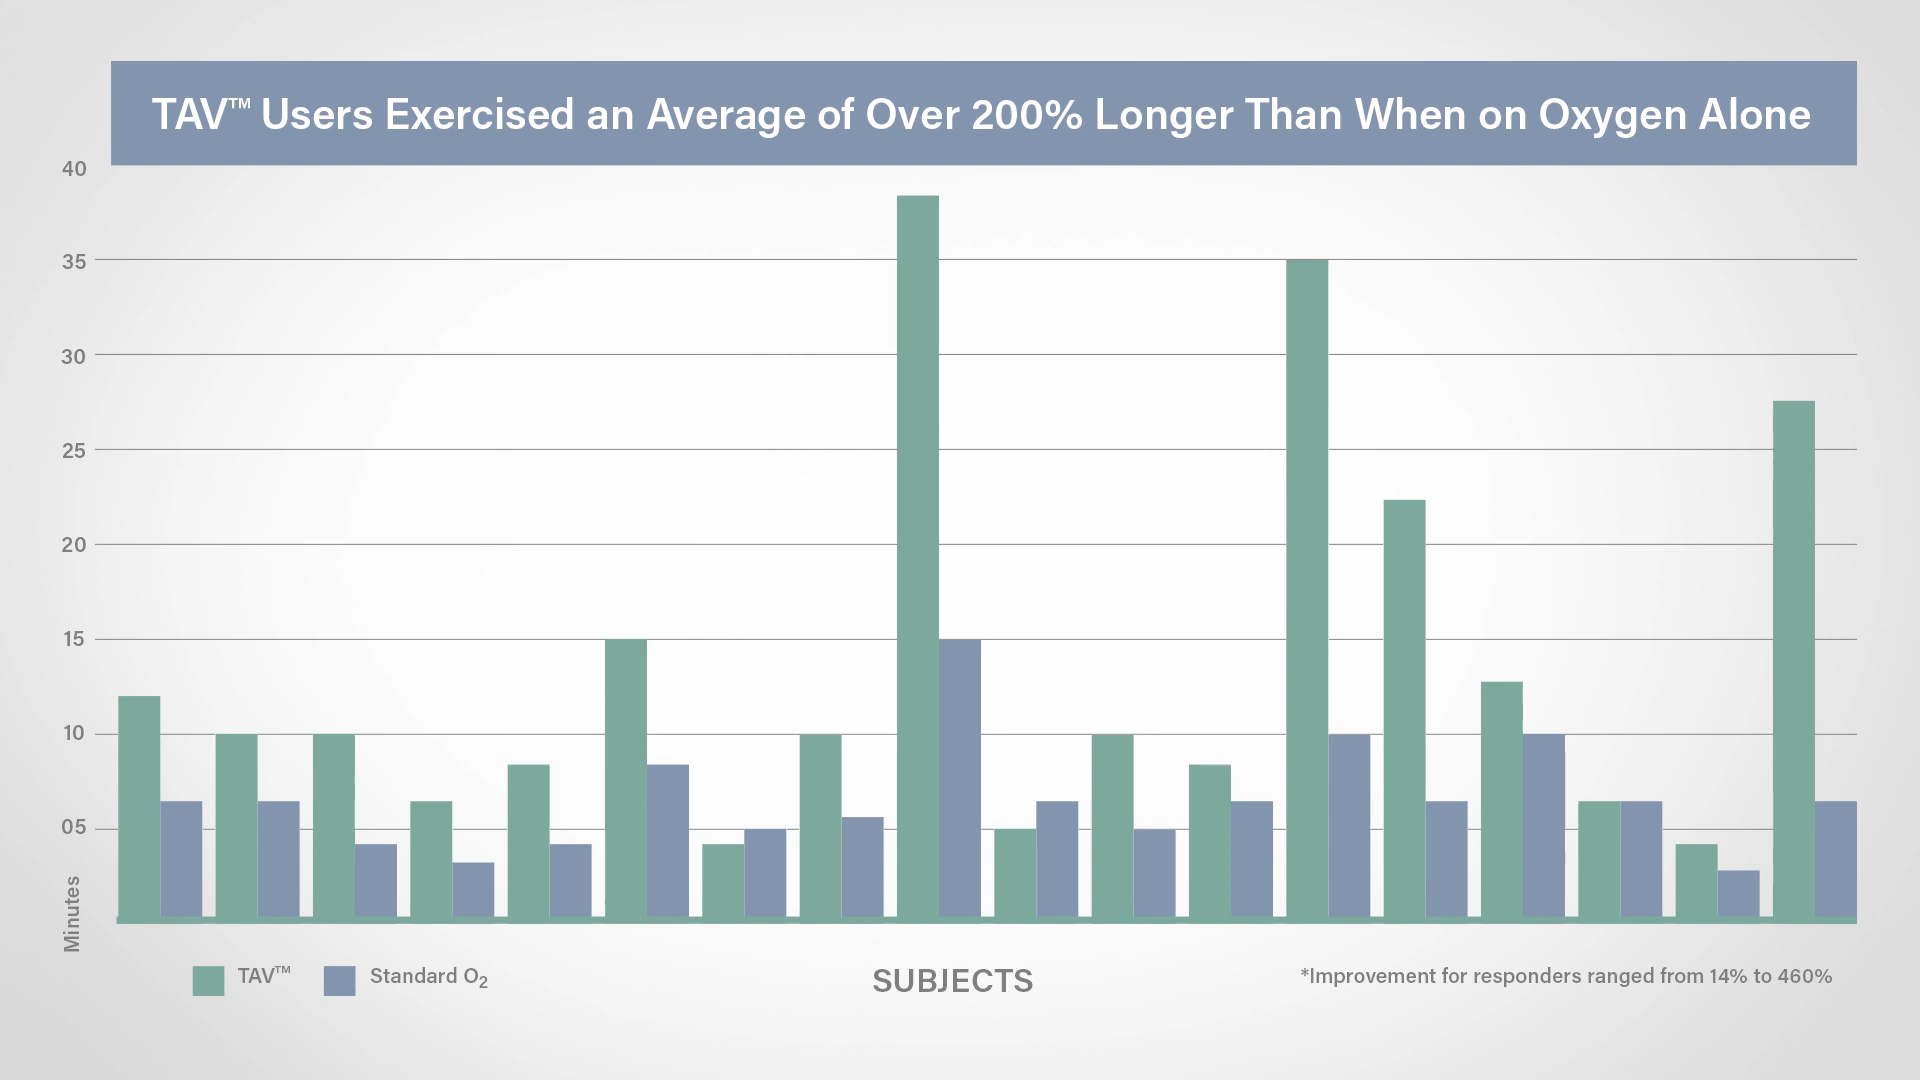 TAV™ Users Exercised an Average of Over 200% Longer Than When on Oxygen Alone
40
35
30
25
20
15
10
05
Minutes
TAV™
Standard O₂
SUBJECTS
*Improvement for responders ranged from 14% to 460%